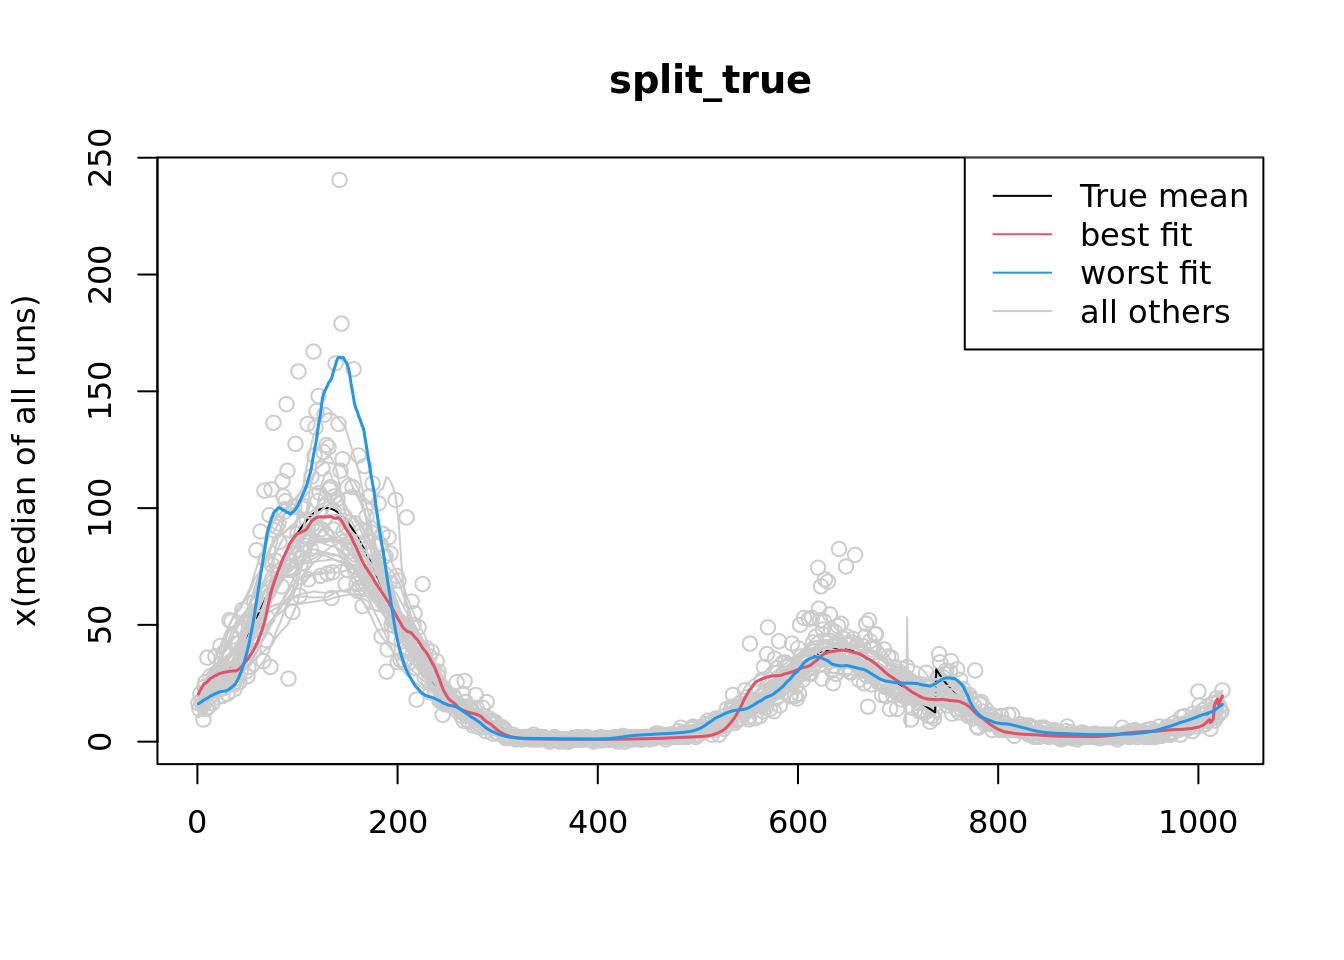 split_true
x(median of all runs)
250
200
150
100
50
0
True mean
best fit
worst fit
all others
0 200 400 600 800 1000